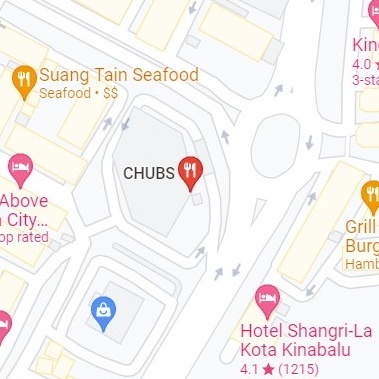 Suang Tain Seafood
Seafood • $$
Kin
4.0 ★
3-sta
CHUBS
Above
City...
op rated
Grill
Burg
Hamb
Hotel Shangri-La
Kota Kinabalu
4.1 ★ (1215)